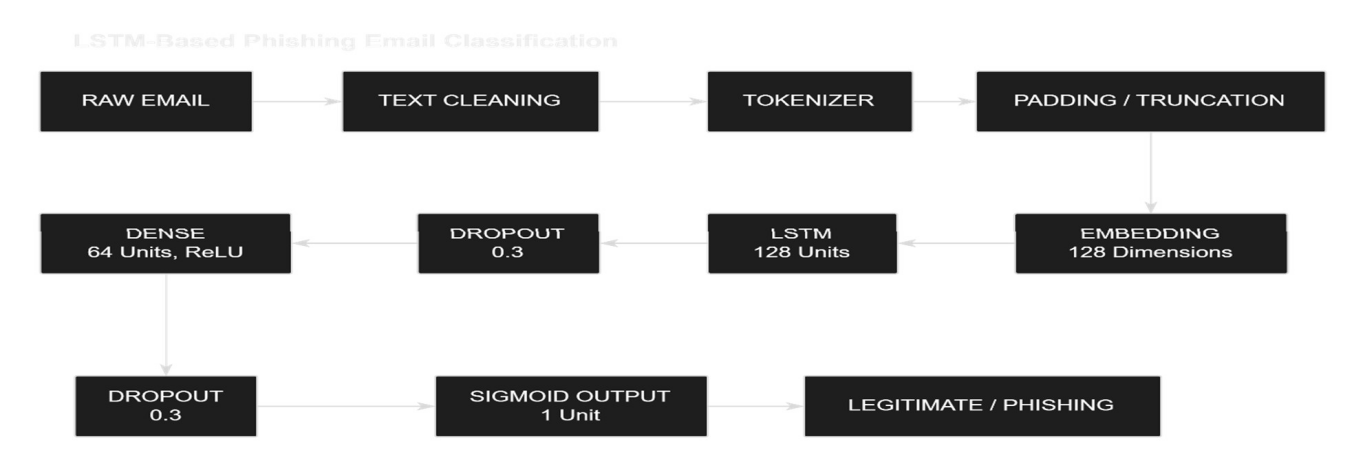 LSTM-Based Phishing Email Classification
RAW EMAIL
TEXT CLEANING
TOKENIZER
PADDING / TRUNCATION
EMBEDDING
128 Dimensions
LSTM
128 Units
DROPOUT
0.3
DENSE
64 Units, ReLU
DROPOUT
0.3
SIGMOID OUTPUT
1 Unit
LEGITIMATE / PHISHING